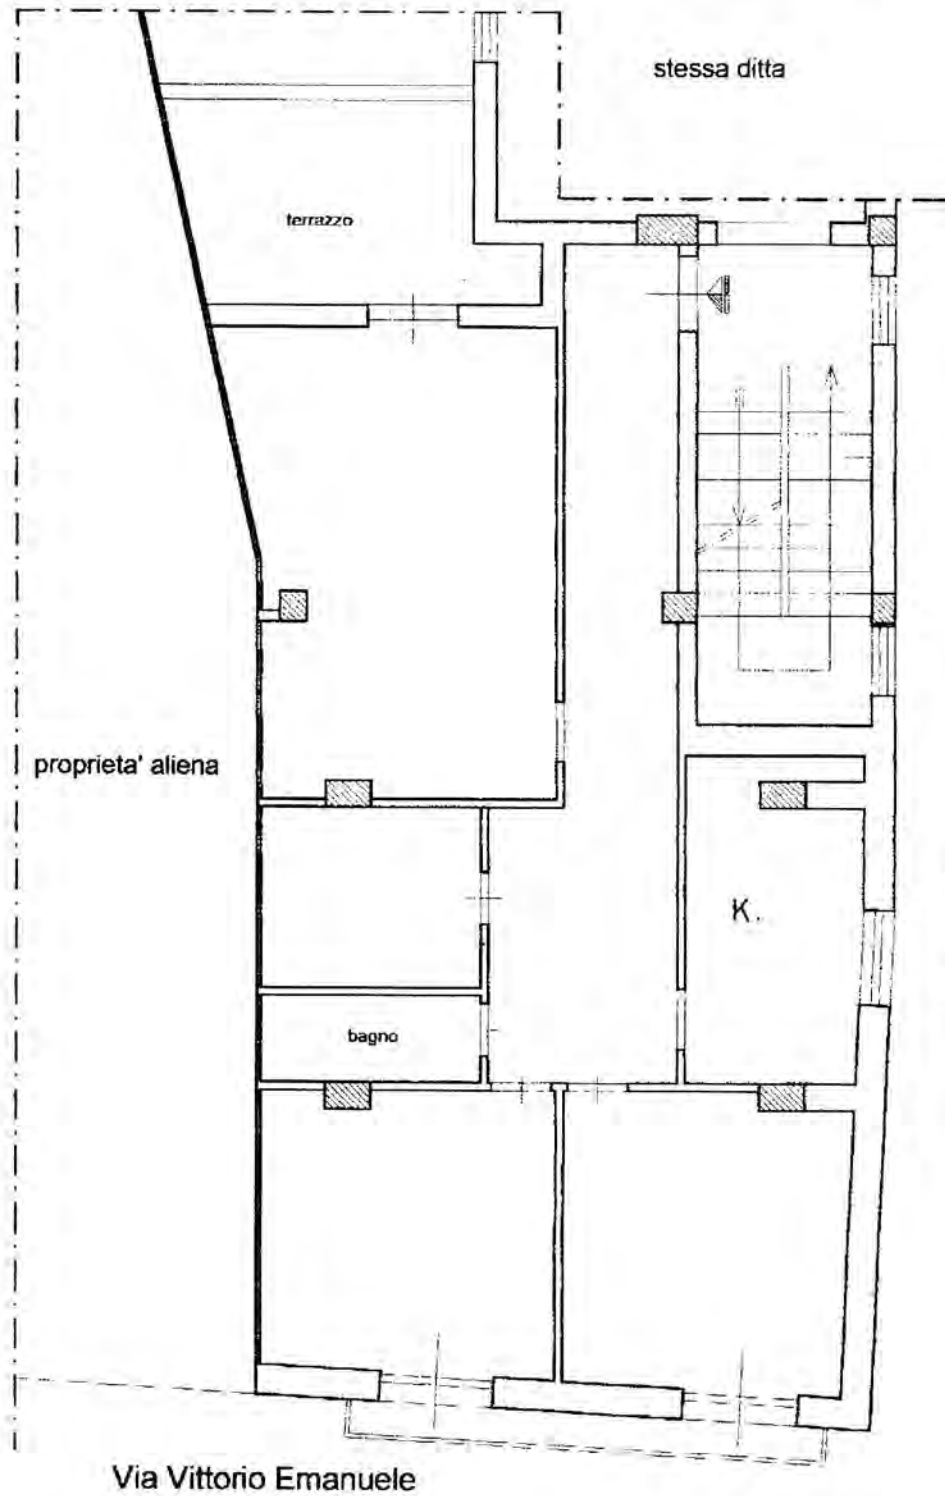 stessa ditta
terrazzo
proprieta' aliena
K.
bagno
Via Vittorio Emanuele